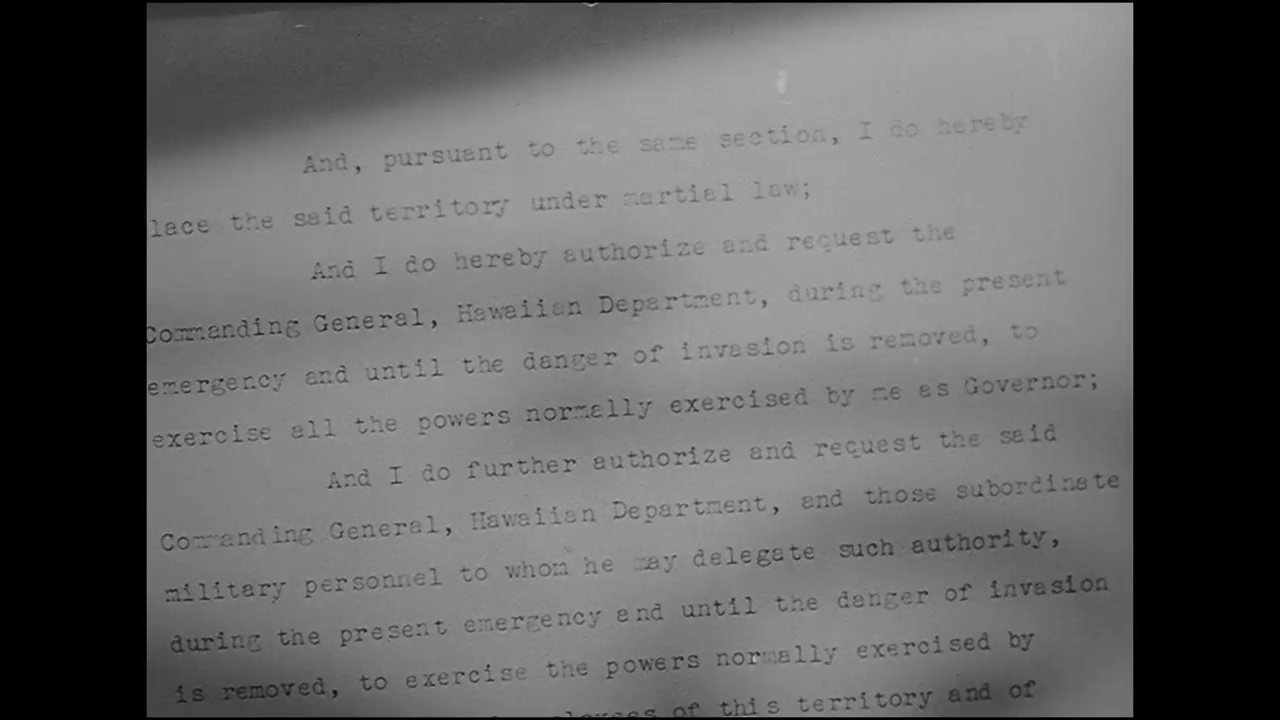 And, pursuant to the same section, I do hereby
lace the said territory under martial law;
And I do hereby authorize and request the
Commanding General, Hawaiian Department, during the present
emergency and until the danger of invasion is removed, to
exercise all the powers normally exercised by me as Governor;
And I do further authorize and request the said
Commanding General, Hawaiian Department, and those subordinate
military personnel to whom he may delegate such authority,
during the present emergency and until the danger of invasion
is removed, to exercise the powers normally exercised by
of this territory and of